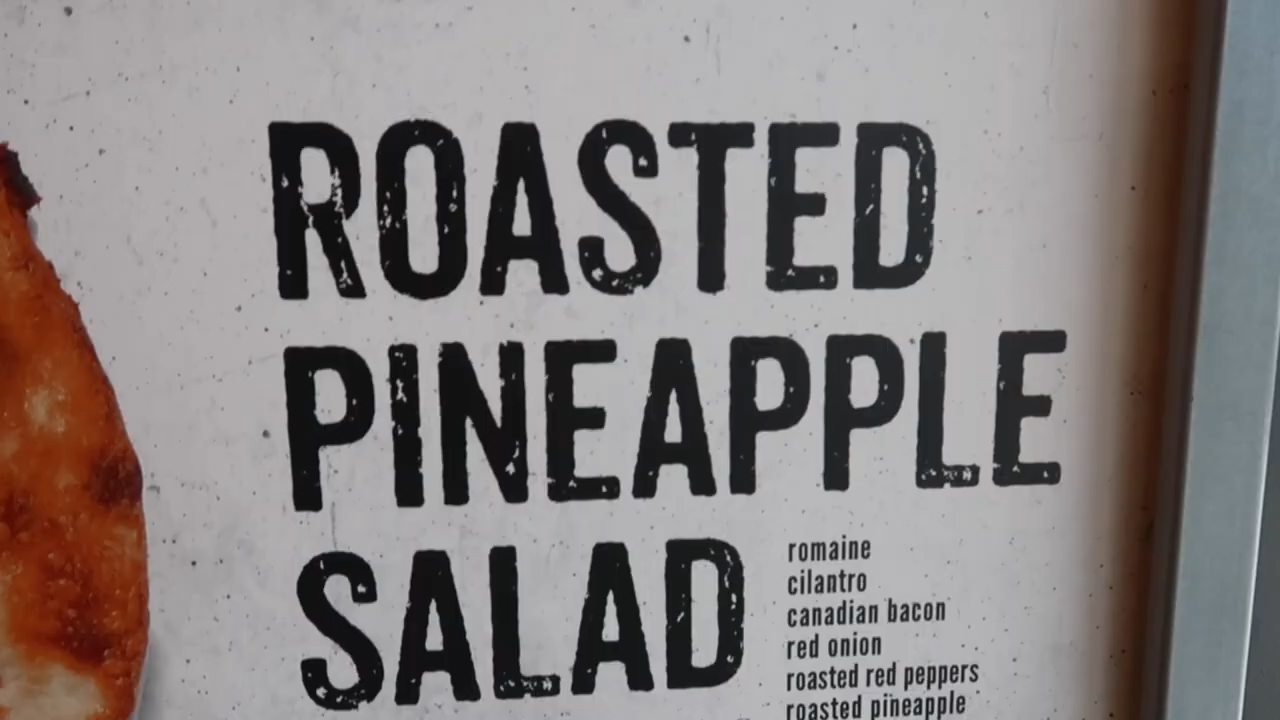 ROASTED
PINEAPPLE
SALAD
romaine
cilantro
canadian bacon
red onion
roasted red peppers
roasted pineapple